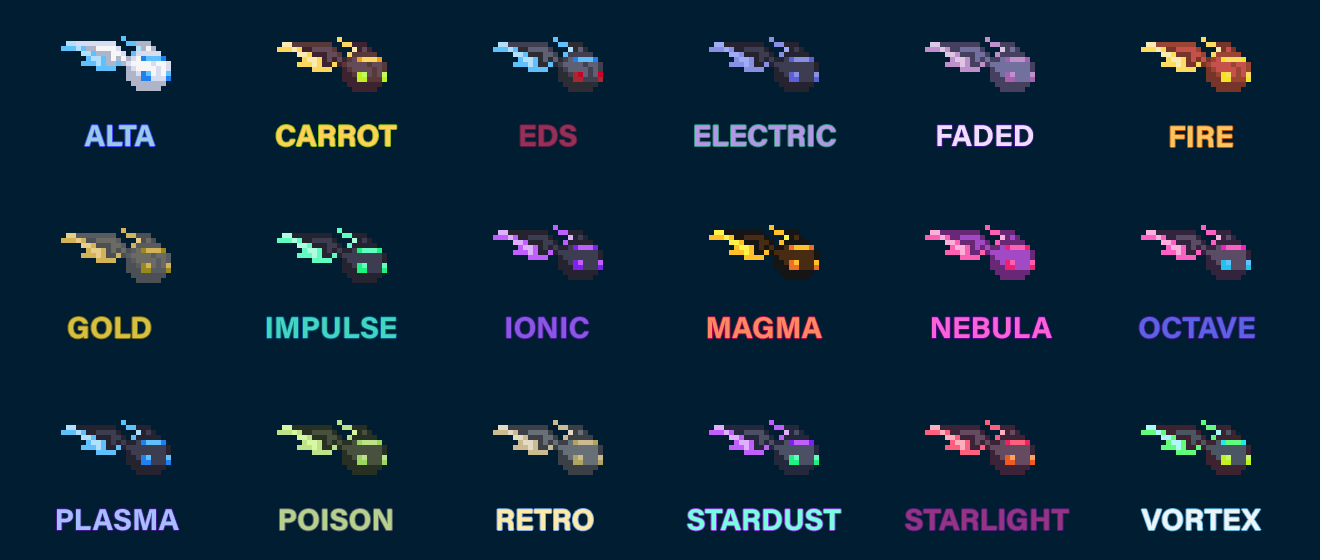 ALTA CARROT EDS ELECTRIC FADED FIRE
GOLD IMPULSE IONIC MAGMA NEBULA OCTAVE
PLASMA POISON RETRO STARDUST STARLIGHT VORTEX